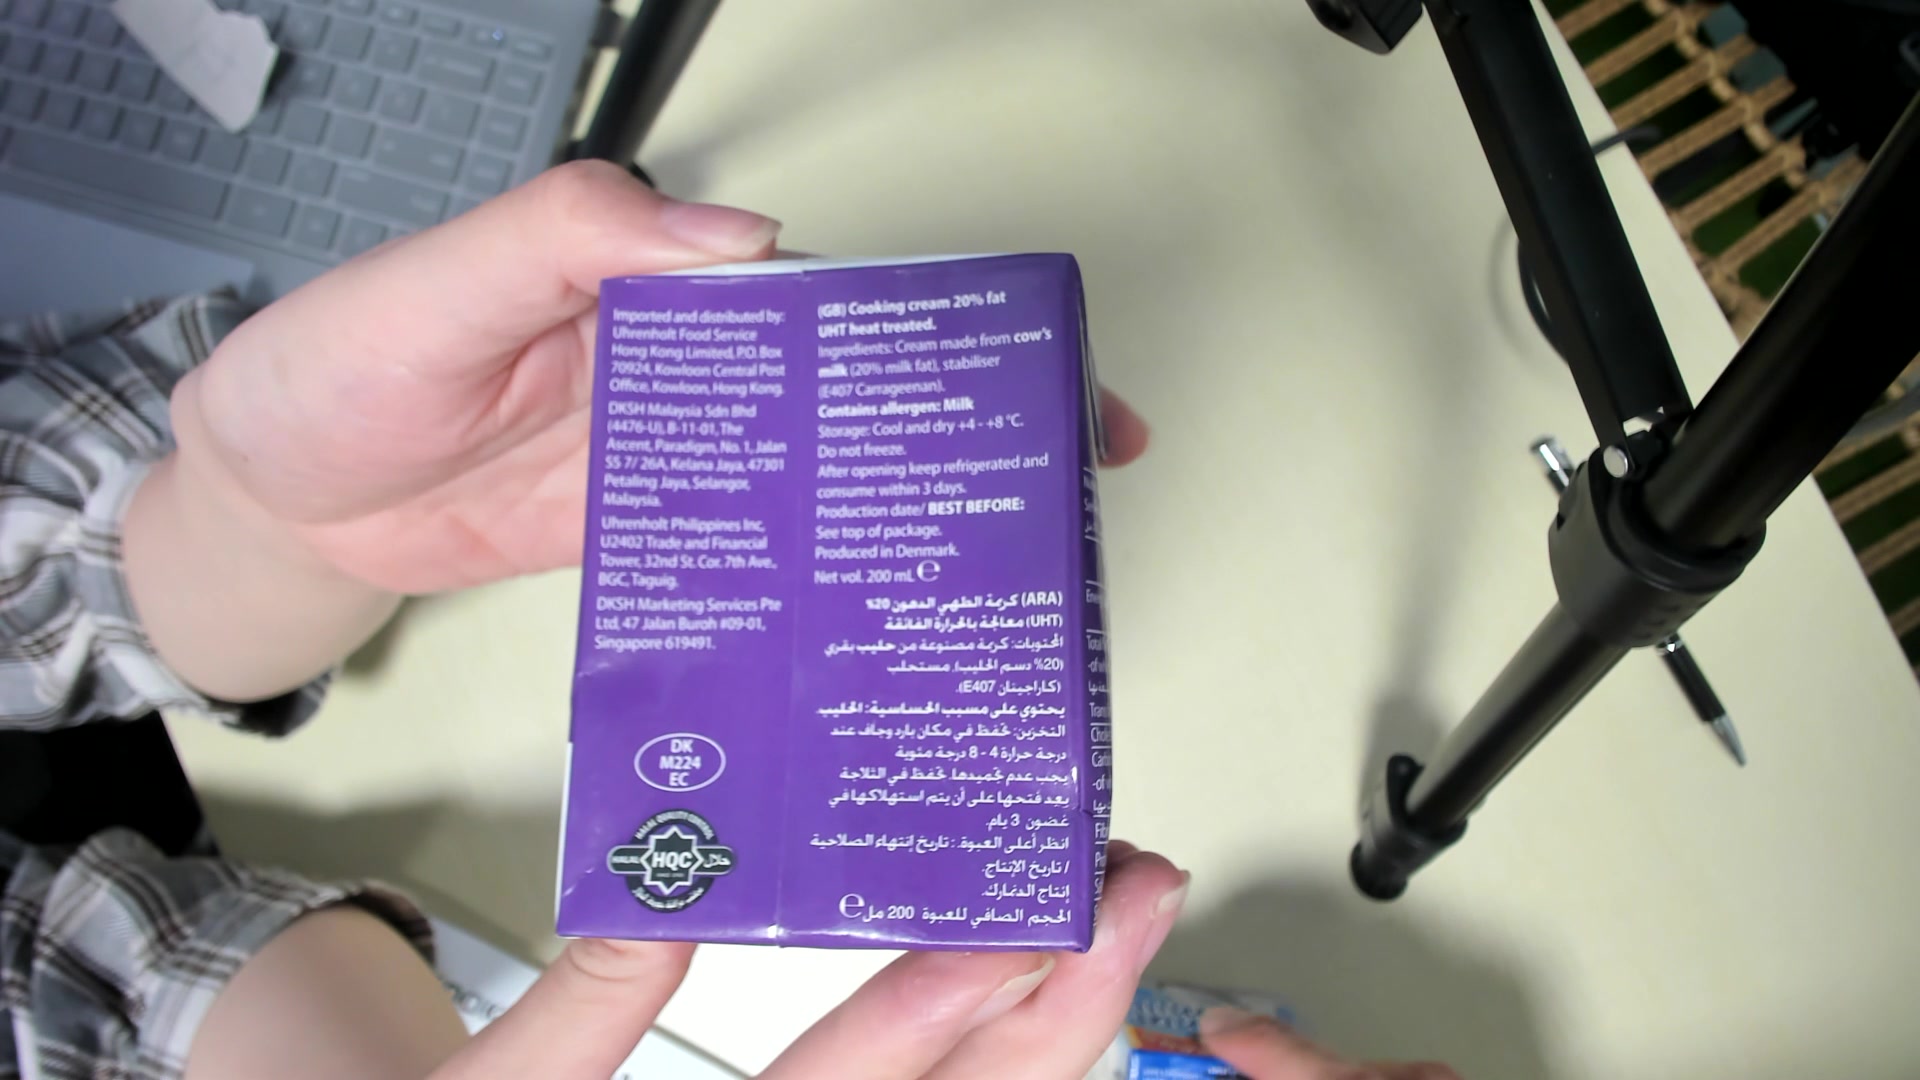 Imported and distributed by:
Uhrenholt Food Service
Hong Kong Limited, P.O. Box
70924, Kowloon Central Post
Office, Kowloon, Hong Kong.
DKSH Malaysia Sdn Bhd
(4476-U), B-11-01, The
Ascent, Paradigm, No. 1, Jalan
SS 7/ 26A, Kelana Jaya, 47301
Petaling Jaya, Selangor,
Malaysia.
Uhrenholt Philippines Inc.
U2402 Trade and Financial
Tower, 32nd St. Cor. 7th Ave.,
BGC, Taguig.
DKSH Marketing Services Pte
Ltd, 47 Jalan Buroh #09-01,
Singapore 619491.
DK
M224
EC
HALAL QUALITY CONTROL
HALAL HQC حلال
(GB) Cooking cream 20% fat
UHT heat treated.
Ingredients: Cream made from cow's
milk (20% milk fat), stabiliser
(E407 Carrageenan).
Contains allergen: Milk
Storage: Cool and dry +4 - +8 °C.
Do not freeze.
After opening keep refrigerated and
consume within 3 days.
Production date/ BEST BEFORE:
See top of package.
Produced in Denmark.
Net vol. 200 mL ℮
(ARA) كريمة الطهي الدهون 20%
(UHT) معالجة بالحرارة الفائقة
المحتويات: كريمة مصنوعة من حليب بقري
(20% دسم الحليب). مستحلب
(كاراجينان E407).
يحتوي على مسبب الحساسية: الحليب.
التخزين: تحفظ في مكان بارد وجاف عند
درجة حرارة 4 - 8 درجة مئوية
يجب عدم تجميدها. تحفظ في الثلاجة
بعد فتحها على أن يتم استهلاكها في
غضون 3 يام.
انظر أعلى العبوة.: تاريخ إنتهاء الصلاحية
/ تاريخ الإنتاج.
إنتاج الدنمارك.
الحجم الصافي للعبوة 200 مل ℮